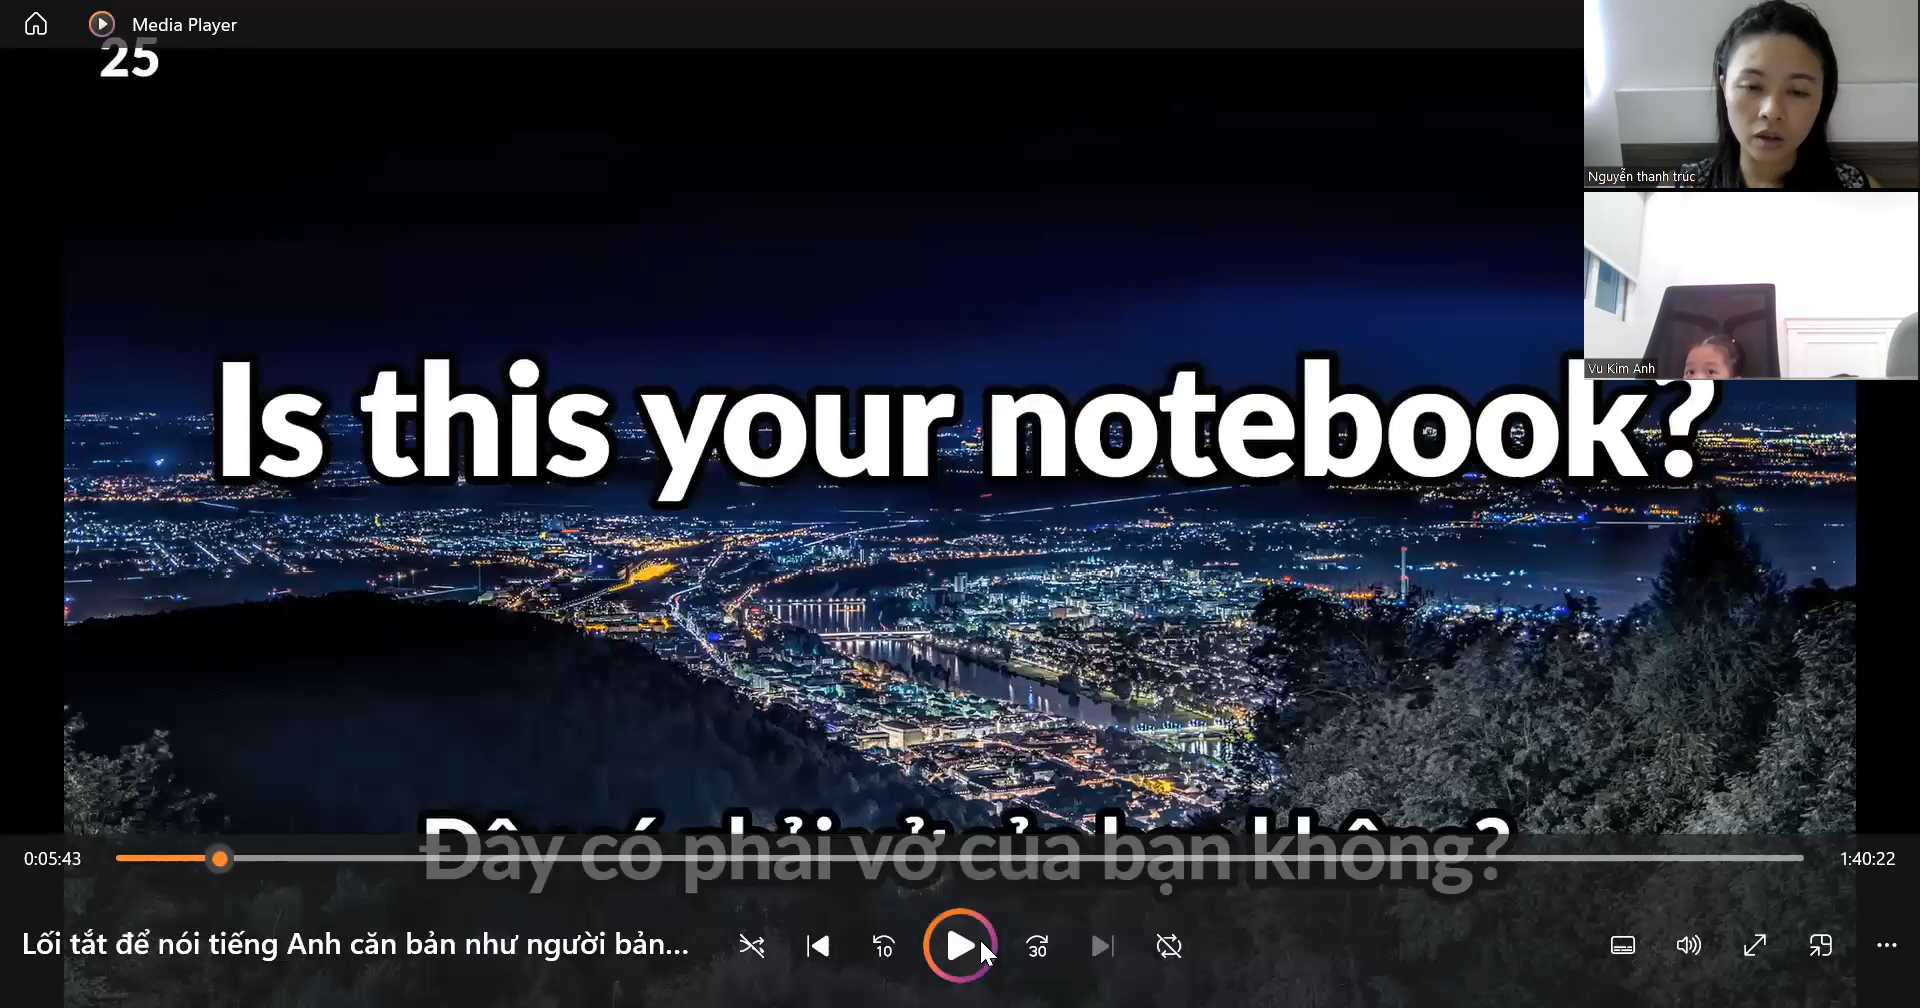 Media Player
25
Nguyễn thanh trúc
Vu Kim Anh
Is this your notebook?
Đây có phải vở của bạn không?
0:05:43
1:40:22
Lối tắt để nói tiếng Anh căn bản như người bản...
10
30